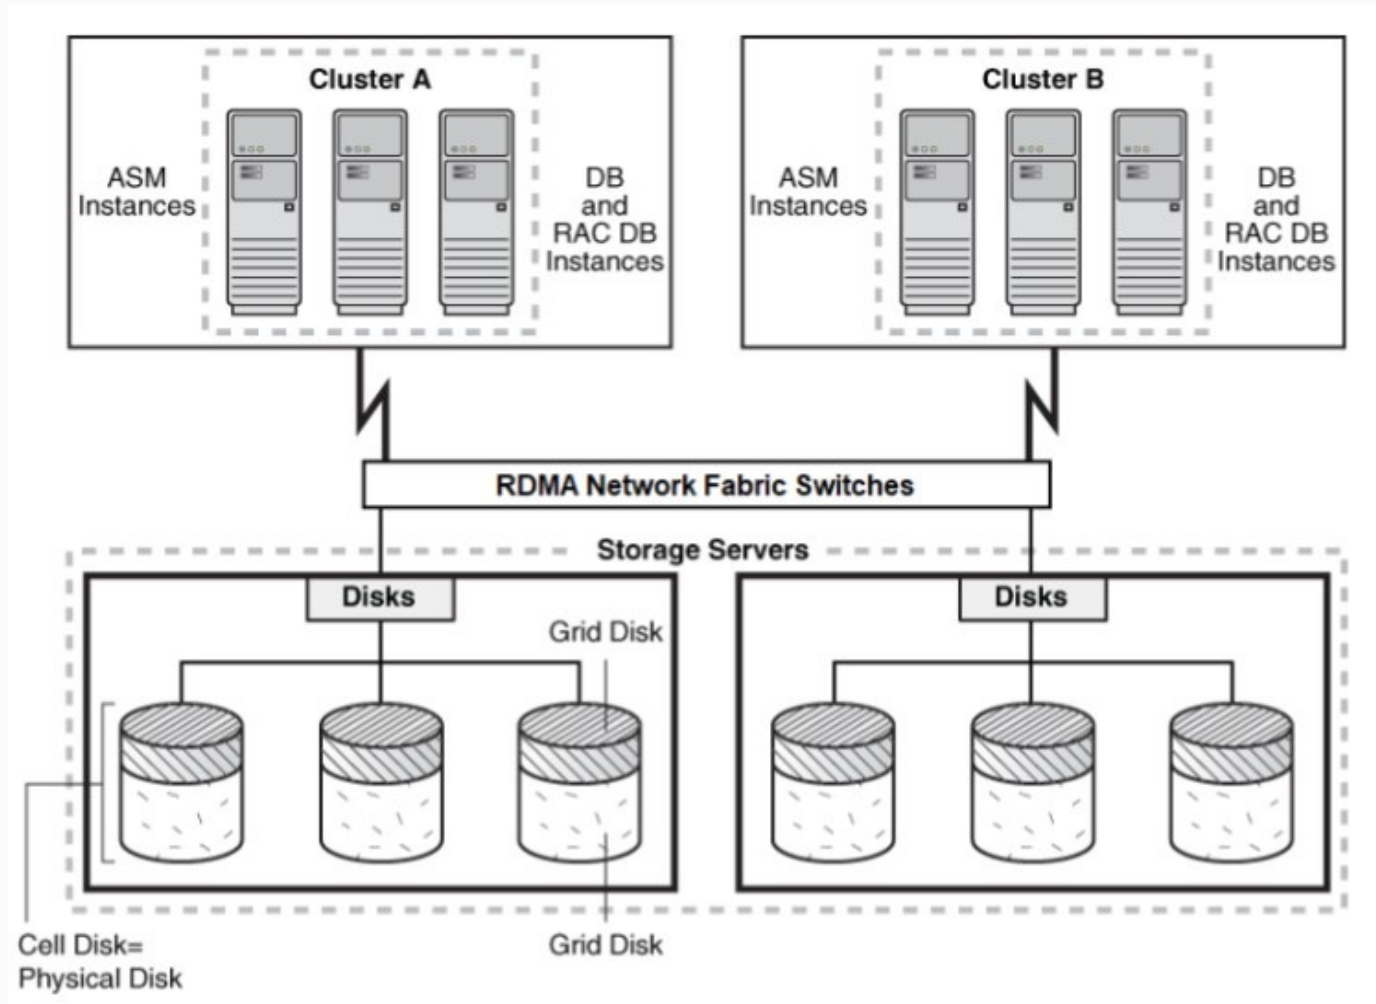 Cluster A
ASM
Instances
DB
and
RAC DB
Instances
Cluster B
ASM
Instances
DB
and
RAC DB
Instances
RDMA Network Fabric Switches
Storage Servers
Disks
Grid Disk
Disks
Cell Disk=
Physical Disk
Grid Disk